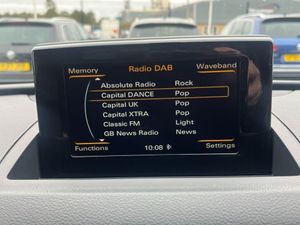 Memory Radio DAB Waveband
Absolute Radio Rock
Capital DANCE Pop
Capital UK Pop
Capital XTRA Pop
Classic FM Light
GB News Radio News
Functions 10:08 Settings